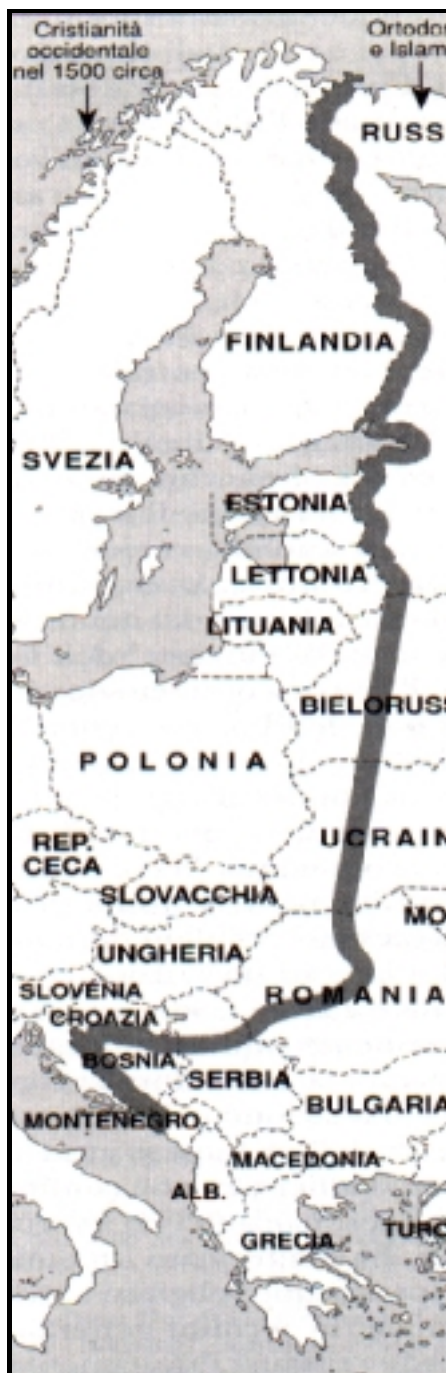 Cristianità
occidentale
nel 1500 circa
Ortodo
e Islam
RUSS
FINLANDIA
SVEZIA
ESTONIA
LETTONIA
LITUANIA
BIELORUSS
POLONIA
UCRAIN
REP.
CECA
SLOVACCHIA
MO
UNGHERIA
SLOVENIA
ROMANIA
CROAZIA
BOSNIA
SERBIA
BULGARIA
MONTENEGRO
MACEDONIA
ALB.
GRECIA
TURC